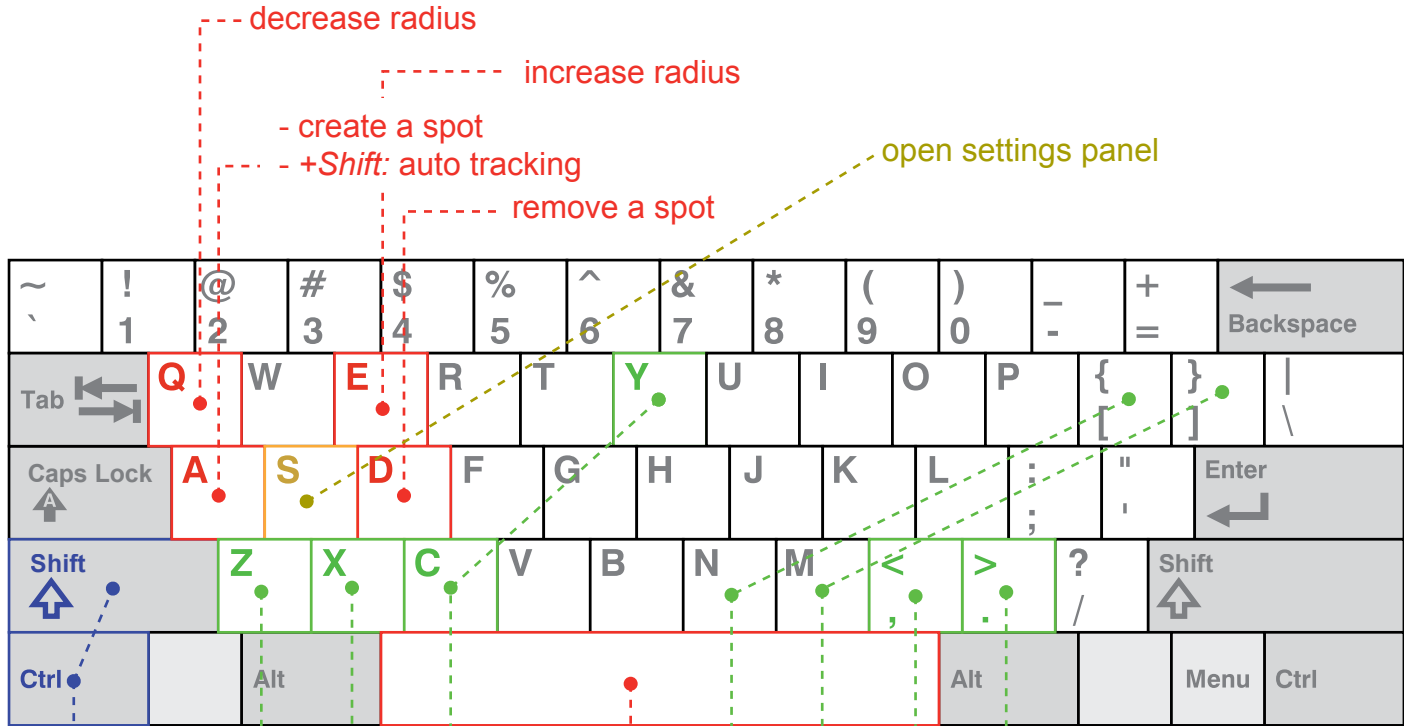 decrease radius
increase radius
- create a spot
- +Shift: auto tracking
open settings panel
remove a spot
~ ! @ # $ % ^ & * ( ) _ +
` 1 2 3 4 5 6 7 8 9 0 - = Backspace
Tab Q W E R T Y U I O P { } |
[ ] \
Caps Lock A S D F G H J K L : " Enter
A ; '
Shift Z X C V B N M < > ? Shift
, . /
Ctrl Alt Alt Menu Ctrl